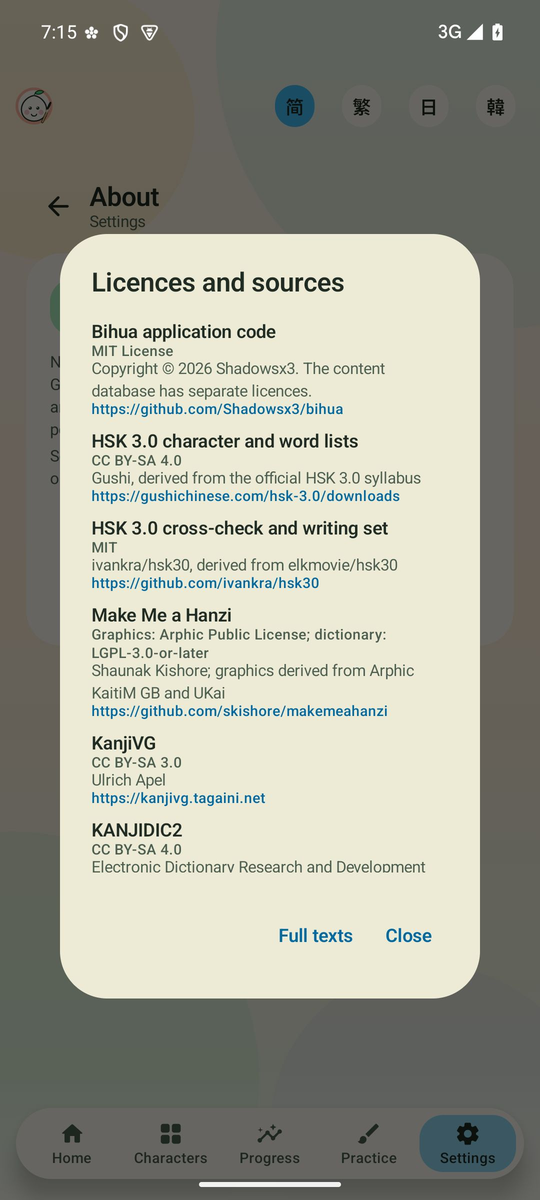 7:15
3G
简 繁 日 韓
About
Settings
Licences and sources
Bihua application code
MIT License
Copyright © 2026 Shadowsx3. The content
database has separate licences.
https://github.com/Shadowsx3/bihua
HSK 3.0 character and word lists
CC BY-SA 4.0
Gushi, derived from the official HSK 3.0 syllabus
https://gushichinese.com/hsk-3.0/downloads
HSK 3.0 cross-check and writing set
MIT
ivankra/hsk30, derived from elkmovie/hsk30
https://github.com/ivankra/hsk30
Make Me a Hanzi
Graphics: Arphic Public License; dictionary:
LGPL-3.0-or-later
Shaunak Kishore; graphics derived from Arphic
KaitiM GB and UKai
https://github.com/skishore/makemeahanzi
KanjiVG
CC BY-SA 3.0
Ulrich Apel
https://kanjivg.tagaini.net
KANJIDIC2
CC BY-SA 4.0
Electronic Dictionary Research and Development
Full texts Close
Home Characters Progress Practice Settings